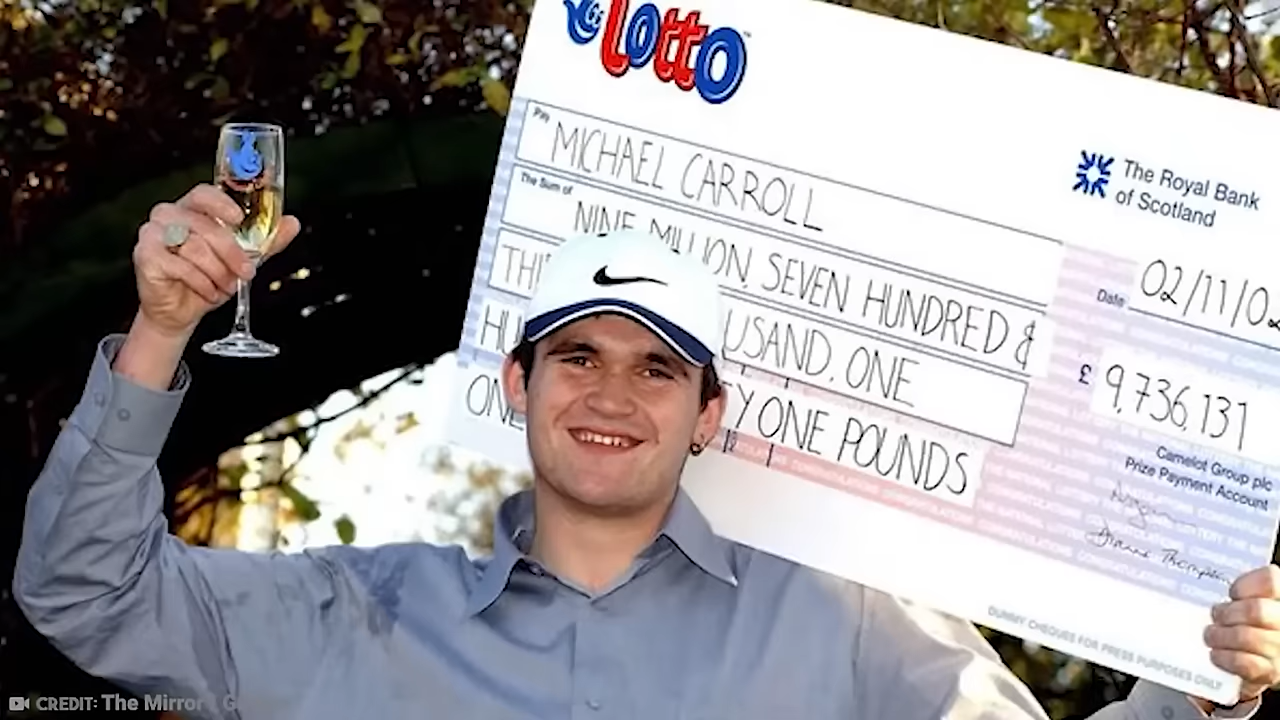 Lotto
Pay
MICHAEL CARROLL
The Royal Bank
of Scotland
The Sum of
NINE MILLION, SEVEN HUNDRED &
USAND, ONE
Y ONE POUNDS
ONE
Date
02/11/0
£ 9,736,131
Camelot Group plc
Prize Payment Account
DUMMY CHEQUES FOR PRESS PURPOSES ONLY
CREDIT: The Mirror